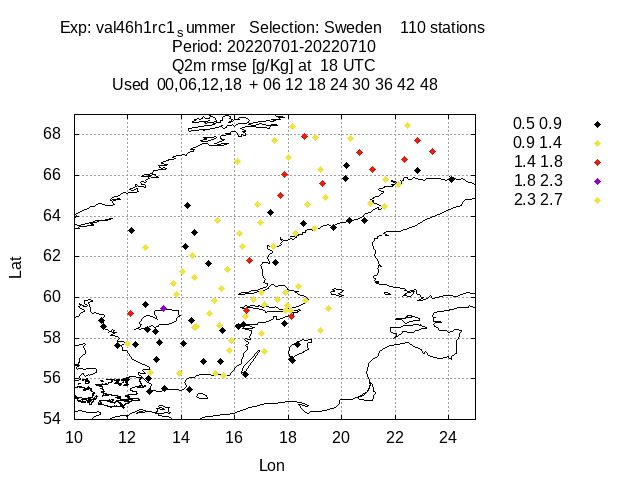 Exp: val46h1rc1summer Selection: Sweden 110 stations
Period: 20220701-20220710
Q2m rmse [g/Kg] at 18 UTC
Used 00,06,12,18 + 06 12 18 24 30 36 42 48
0.5 0.9
0.9 1.4
1.4 1.8
1.8 2.3
2.3 2.7
68
66
64
62
60
58
56
54
Lat
10 12 14 16 18 20 22 24
Lon